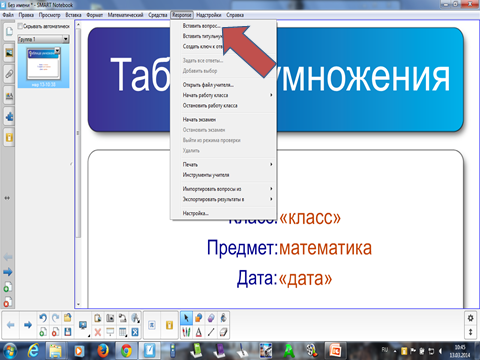 Без имени * - SMART Notebook
Файл Правка Просмотр Вставка Формат Математический Средства Response Надстройки Справка
Скрывать автоматически
Группа 1
Вставить вопрос...
Вставить титульную
Создать ключ к отв
Задать все ответы...
Добавить выбор
Открыть файл учителя...
Начать работу класса
Остановить работу класса
Начать экзамен
Остановить экзамен
Выйти из режима проверки
Удалить
Печать
Инструменты учителя
Импортировать вопросы из
Экспортировать результаты в
Настройка...
Таб умножения
Класс: «класс»
Предмет: математика
Дата: «дата»
RU
10:45
13.03.2014